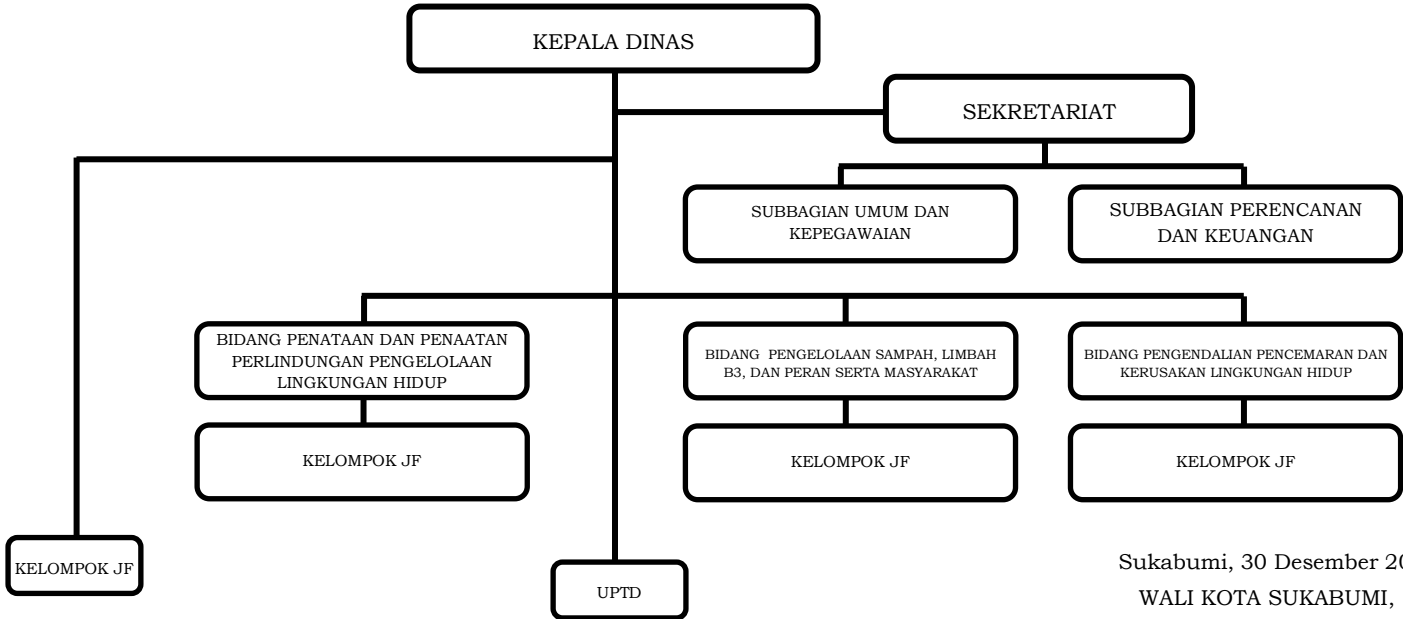 KEPALA DINAS
SEKRETARIAT
SUBBAGIAN UMUM DAN
KEPEGAWAIAN
SUBBAGIAN PERENCANAN
DAN KEUANGAN
BIDANG PENATAAN DAN PENAATAN
PERLINDUNGAN PENGELOLAAN
LINGKUNGAN HIDUP
BIDANG PENGELOLAAN SAMPAH, LIMBAH
B3, DAN PERAN SERTA MASYARAKAT
BIDANG PENGENDALIAN PENCEMARAN DAN
KERUSAKAN LINGKUNGAN HIDUP
KELOMPOK JF
KELOMPOK JF
KELOMPOK JF
KELOMPOK JF
UPTD
Sukabumi, 30 Desember
WALI KOTA SUKABUMI,